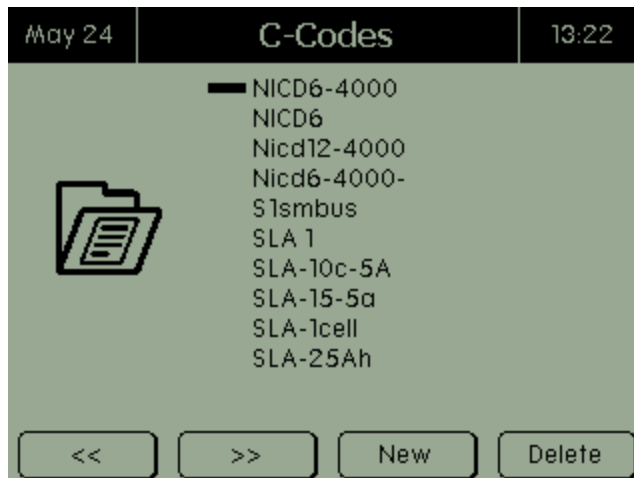 May 24 C-Codes 13:22
NICD6-4000
NICD6
Nicd12-4000
Nicd6-4000-
S1smbus
SLA 1
SLA-10c-5A
SLA-15-5a
SLA-1cell
SLA-25Ah
<< >> New Delete